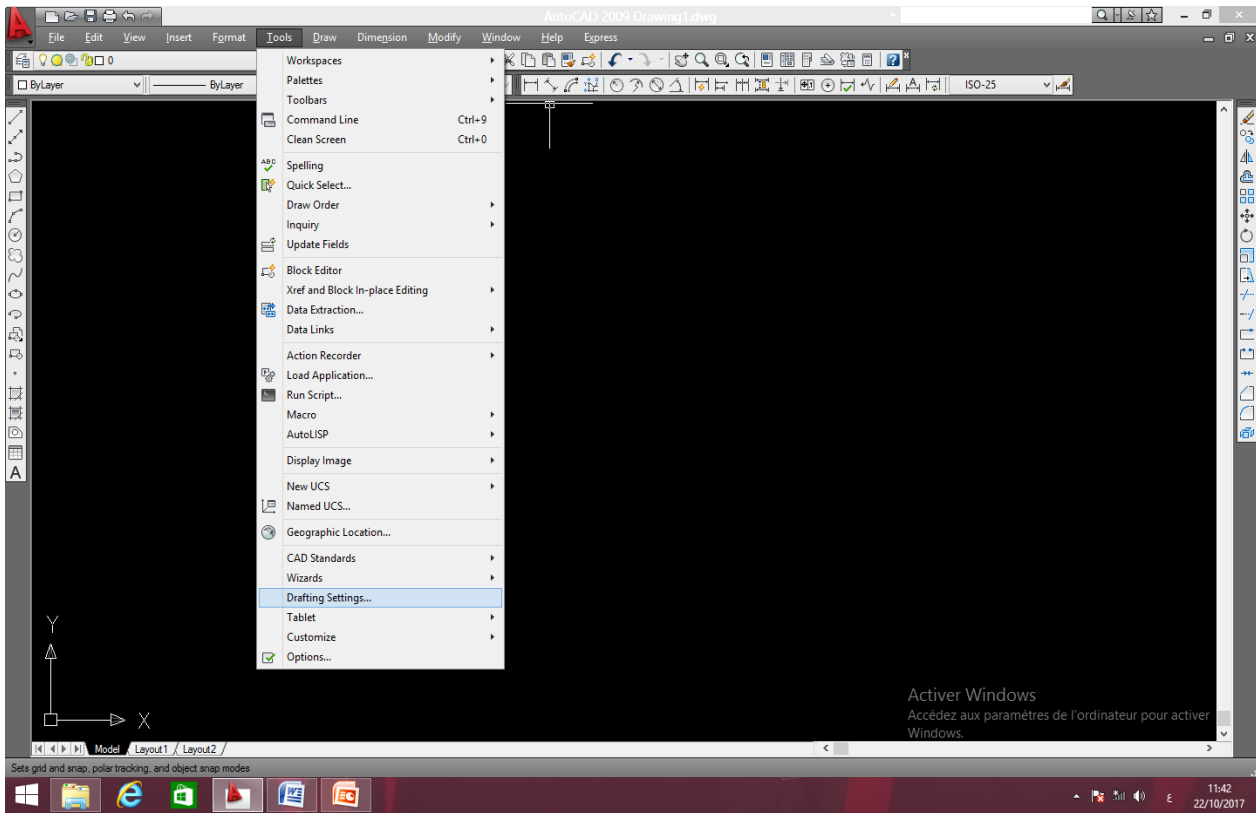 AutoCAD 2009 Drawing1.dwg
File Edit View Insert Format Tools Draw Dimension Modify Window Help Express
0
ByLayer ByLayer ISO-25
Workspaces
Palettes
Toolbars
Command Line Ctrl+9
Clean Screen Ctrl+0
ABC Spelling
Quick Select...
Draw Order
Inquiry
Update Fields
Block Editor
Xref and Block In-place Editing
Data Extraction...
Data Links
Action Recorder
Load Application...
Run Script...
Macro
AutoLISP
Display Image
New UCS
Named UCS...
Geographic Location...
CAD Standards
Wizards
Drafting Settings...
Tablet
Customize
Options...
A
Y
X
Activer Windows
Accédez aux paramètres de l'ordinateur pour activer
Windows.
Model Layout1 Layout2
Sets grid and snap, polar tracking, and object snap modes
ع
11:42
22/10/2017